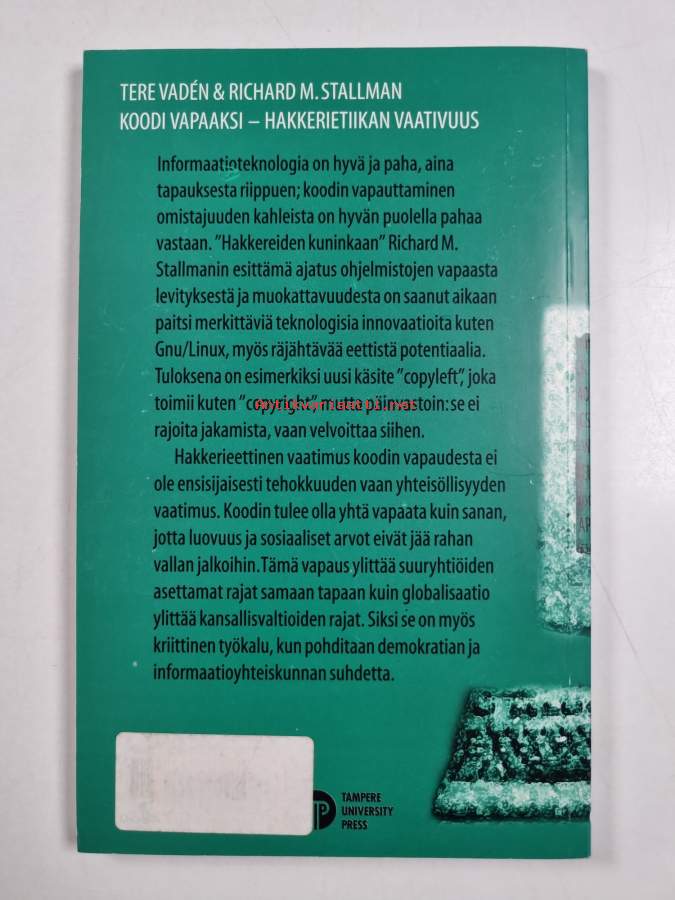 TERE VADÉN & RICHARD M. STALLMAN
KOODI VAPAAKSI – HAKKERIETIIKAN VAATIVUUS
Informaatioteknologia on hyvä ja paha, aina
tapauksesta riippuen; koodin vapauttaminen
omistajuuden kahleista on hyvän puolella pahaa
vastaan. ”Hakkereiden kuninkaan” Richard M.
Stallmanin esittämä ajatus ohjelmistojen vapaasta
levityksestä ja muokattavuudesta on saanut aikaan
paitsi merkittäviä teknologisia innovaatioita kuten
Gnu/Linux, myös räjähtävää eettistä potentiaalia.
Tuloksena on esimerkiksi uusi käsite ”copyleft”, joka
toimii kuten ”copyright”, mutta päinvastoin: se ei
rajoita jakamista, vaan velvoittaa siihen.
Hakkerieettinen vaatimus koodin vapaudesta ei
ole ensisijaisesti tehokkuuden vaan yhteisöllisyyden
vaatimus. Koodin tulee olla yhtä vapaata kuin sanan,
jotta luovuus ja sosiaaliset arvot eivät jää rahan
vallan jalkoihin. Tämä vapaus ylittää suuryhtiöiden
asettamat rajat samaan tapaan kuin globalisaatio
ylittää kansallisvaltioiden rajat. Siksi se on myös
kriittinen työkalu, kun pohditaan demokratian ja
informaatioyhteiskunnan suhdetta.
TAMPERE
UNIVERSITY
PRESS